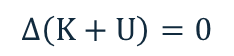 Δ(K + U) = 0